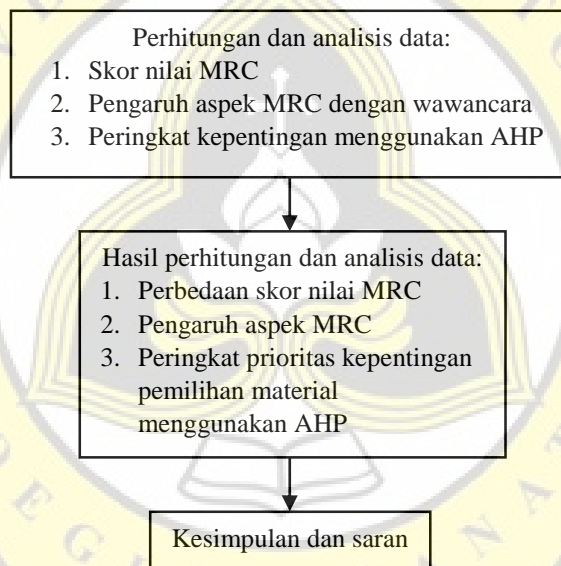 Perhitungan dan analisis data:
1. Skor nilai MRC
2. Pengaruh aspek MRC dengan wawancara
3. Peringkat kepentingan menggunakan AHP
Hasil perhitungan dan analisis data:
1. Perbedaan skor nilai MRC
2. Pengaruh aspek MRC
3. Peringkat prioritas kepentingan
pemilihan material
menggunakan AHP
Kesimpulan dan saran